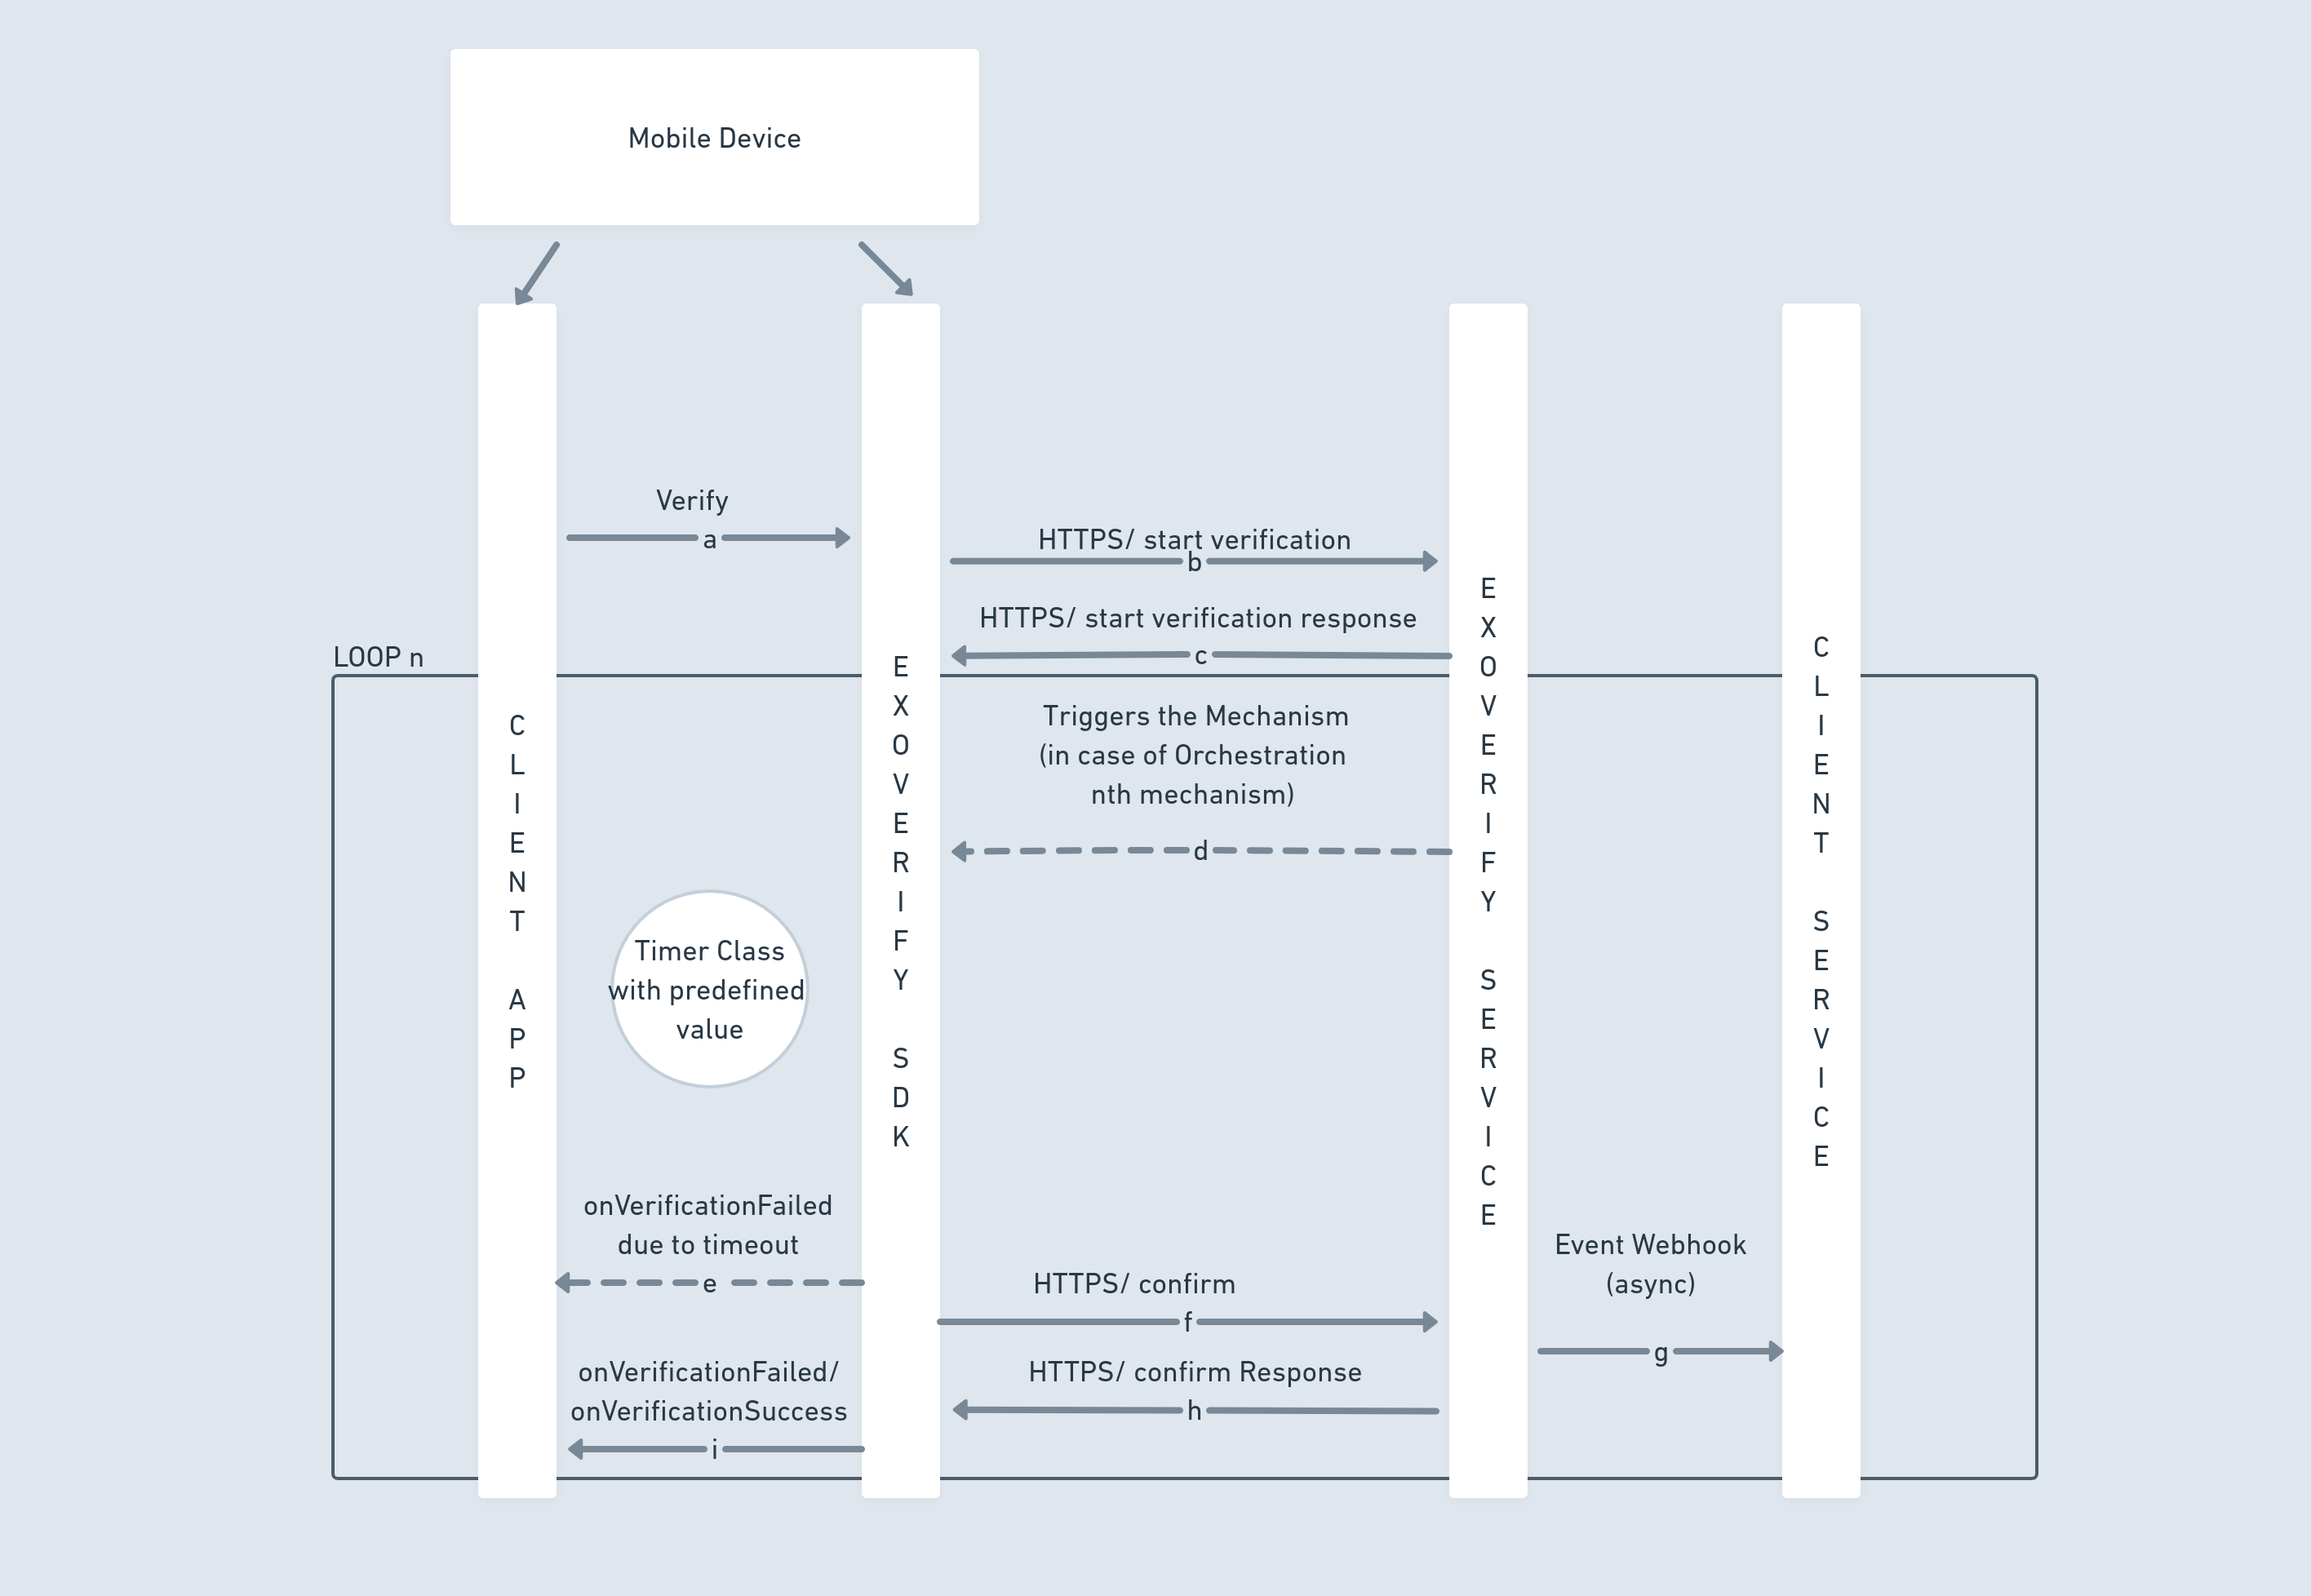 Mobile Device
Verify
a
HTTPS/ start verification
b
HTTPS/ start verification response
c
LOOP n
Triggers the Mechanism
(in case of Orchestration
nth mechanism)
d
CLIENT APP
EXOVERIFY SDK
EXOVERIFY SERVICE
CLIENT SERVICE
Timer Class
with predefined
value
onVerificationFailed
due to timeout
e
HTTPS/ confirm
f
Event Webhook
(async)
g
HTTPS/ confirm Response
h
onVerificationFailed/
onVerificationSuccess
i